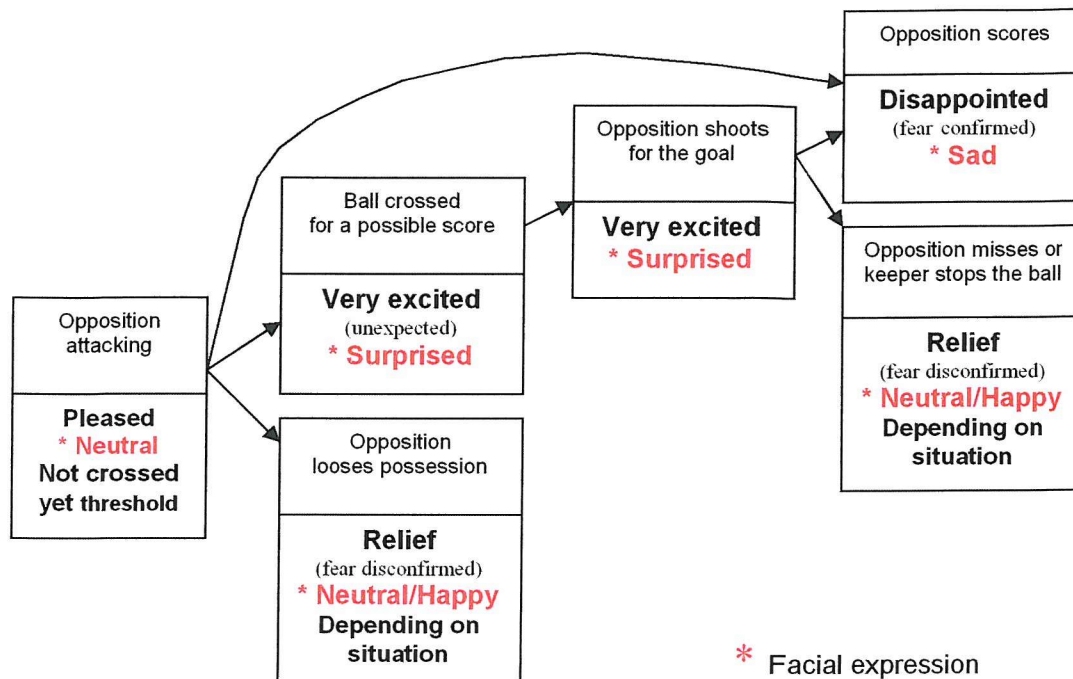 Opposition
attacking
Pleased
* Neutral
Not crossed
yet threshold
Ball crossed
for a possible score
Very excited
(unexpected)
* Surprised
Opposition
looses possession
Relief
(fear disconfirmed)
* Neutral/Happy
Depending on
situation
Opposition shoots
for the goal
Very excited
* Surprised
Opposition scores
Disappointed
(fear confirmed)
* Sad
Opposition misses or
keeper stops the ball
Relief
(fear disconfirmed)
* Neutral/Happy
Depending on
situation
* Facial expression